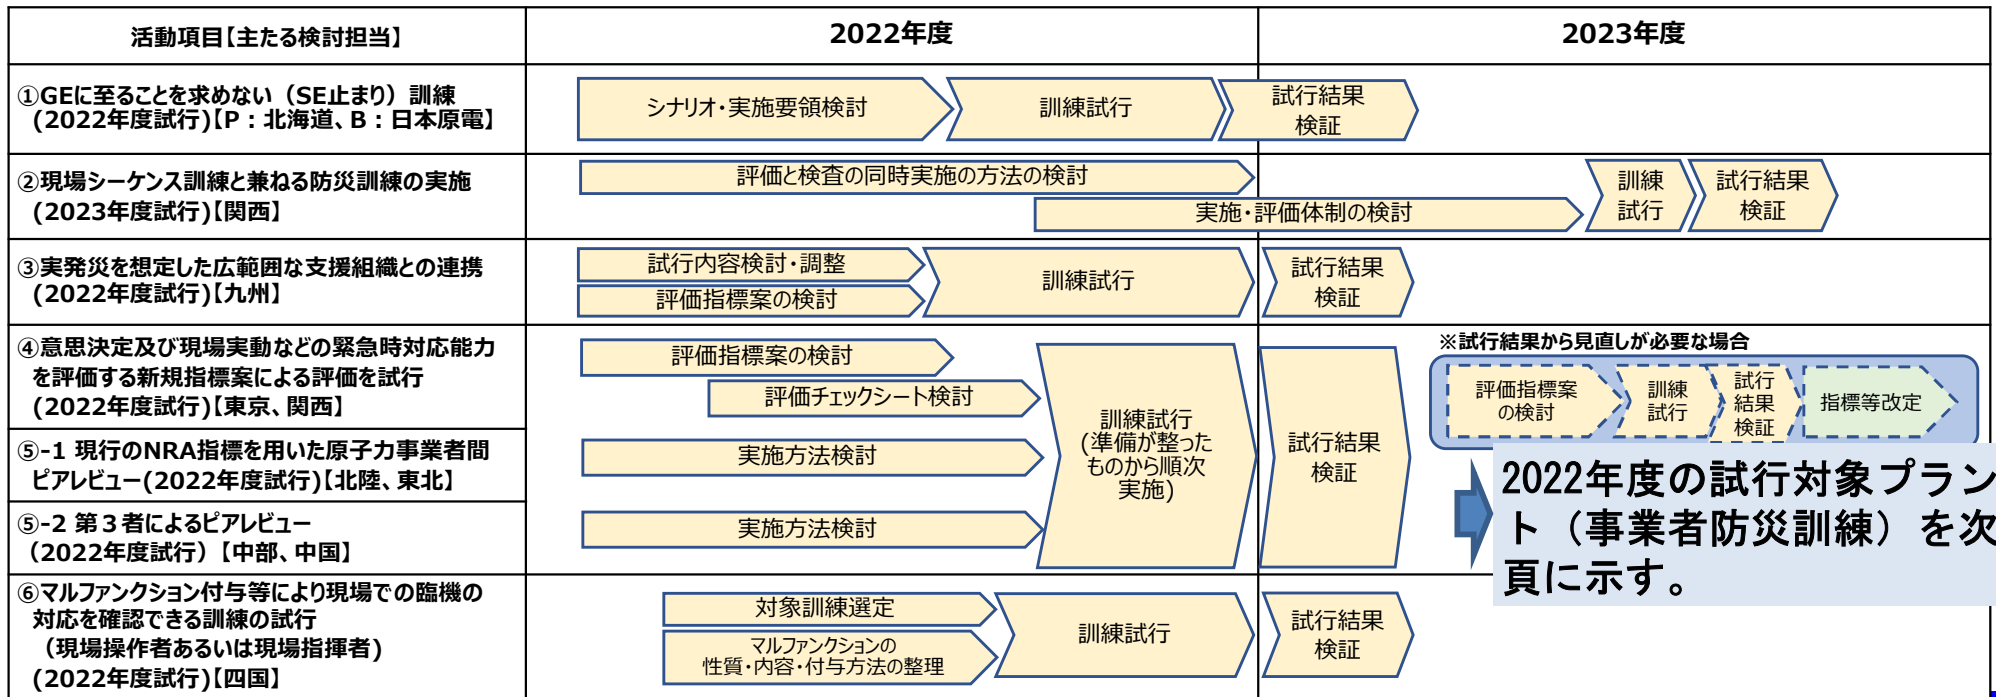 活動項目【主たる検討担当】
2022年度
2023年度
①GEに至ることを求めない（SE止まり）訓練
(2022年度試行)【P：北海道、B：日本原電】
シナリオ・実施要領検討
訓練試行
試行結果
検証
②現場シーケンス訓練と兼ねる防災訓練の実施
(2023年度試行)【関西】
評価と検査の同時実施の方法の検討
実施・評価体制の検討
訓練
試行
試行結果
検証
③実発災を想定した広範囲な支援組織との連携
(2022年度試行)【九州】
試行内容検討・調整
評価指標案の検討
訓練試行
試行結果
検証
④意思決定及び現場実動などの緊急時対応能力
を評価する新規指標案による評価を試行
(2022年度試行)【東京、関西】
評価指標案の検討
評価チェックシート検討
⑤-1 現行のNRA指標を用いた原子力事業者間
ピアレビュー(2022年度試行)【北陸、東北】
実施方法検討
⑤-2 第３者によるピアレビュー
（2022年度試行）【中部、中国】
実施方法検討
訓練試行
(準備が整った
ものから順次
実施)
試行結果
検証
※試行結果から見直しが必要な場合
評価指標案
の検討
訓練
試行
試行
結果
検証
指標等改定
2022年度の試行対象プラン
ト（事業者防災訓練）を次
頁に示す。
⑥マルファンクション付与等により現場での臨機の
対応を確認できる訓練の試行
（現場操作者あるいは現場指揮者)
(2022年度試行)【四国】
対象訓練選定
マルファンクションの
性質・内容・付与方法の整理
訓練試行
試行結果
検証